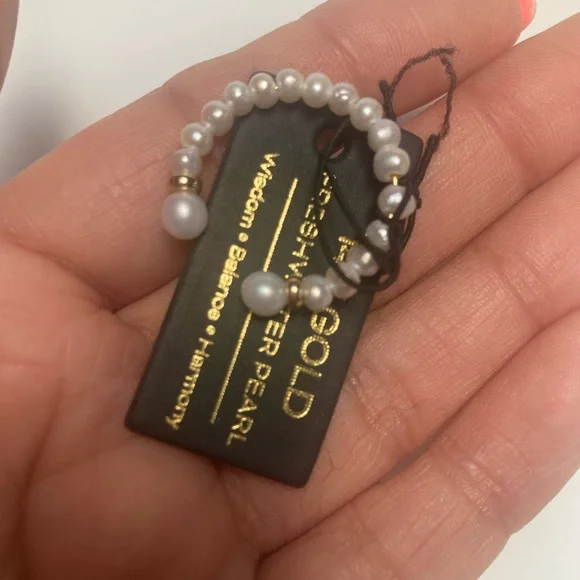 GOLD
FRESHWATER PEARL
Wisdom • Balance • Harmony